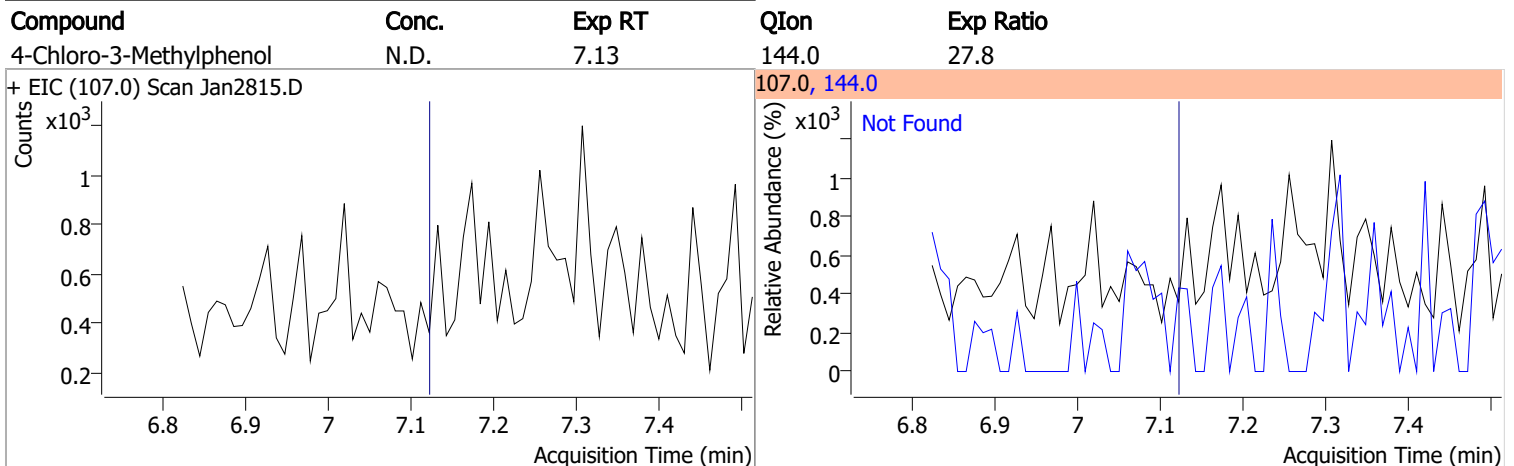 Compound Conc. Exp RT QIon Exp Ratio
4-Chloro-3-Methylphenol N.D. 7.13 144.0 27.8
+ EIC (107.0) Scan Jan2815.D
Counts
x10³
1
0.8
0.6
0.4
0.2
6.8 6.9 7 7.1 7.2 7.3 7.4
Acquisition Time (min)
107.0, 144.0
Relative Abundance (%)
x10³
Not Found
1
0.8
0.6
0.4
0.2
0
6.8 6.9 7 7.1 7.2 7.3 7.4
Acquisition Time (min)